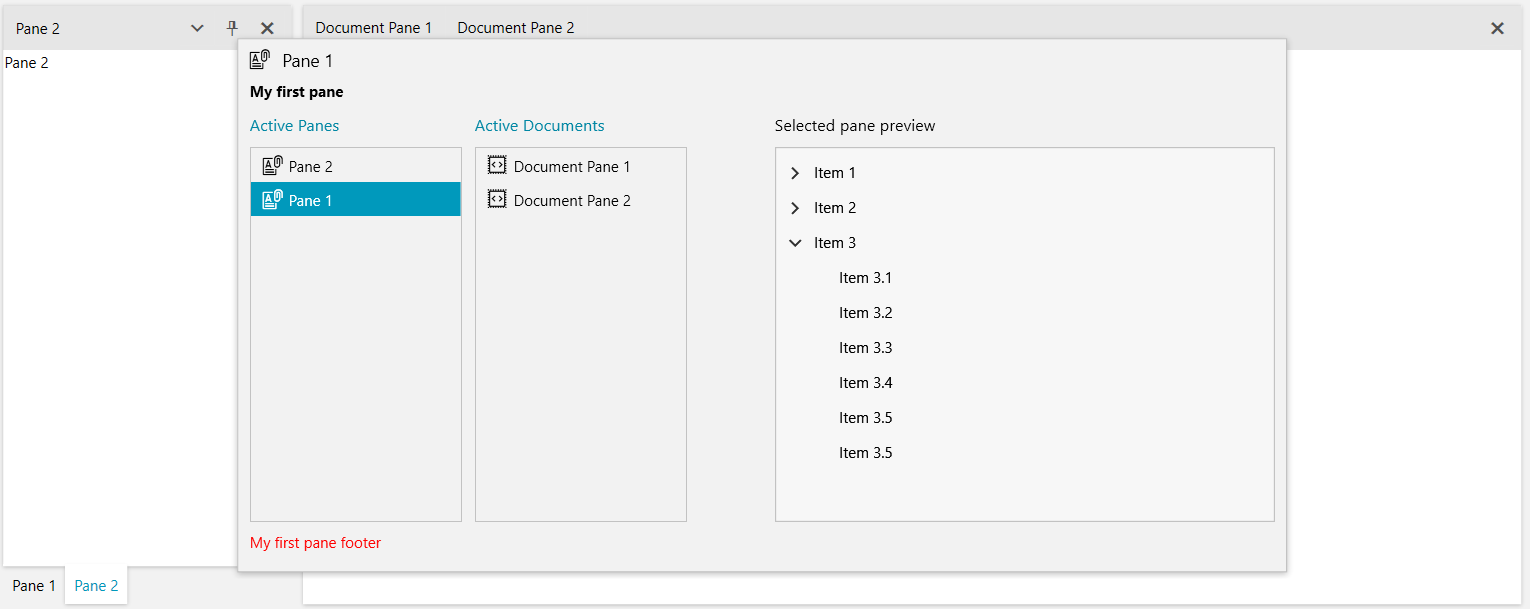 Pane 2
Document Pane 1 Document Pane 2
Pane 2
Pane 1
My first pane
Active Panes
Active Documents
Selected pane preview
Pane 2
Pane 1
Document Pane 1
Document Pane 2
Item 1
Item 2
Item 3
Item 3.1
Item 3.2
Item 3.3
Item 3.4
Item 3.5
Item 3.5
My first pane footer
Pane 1 Pane 2